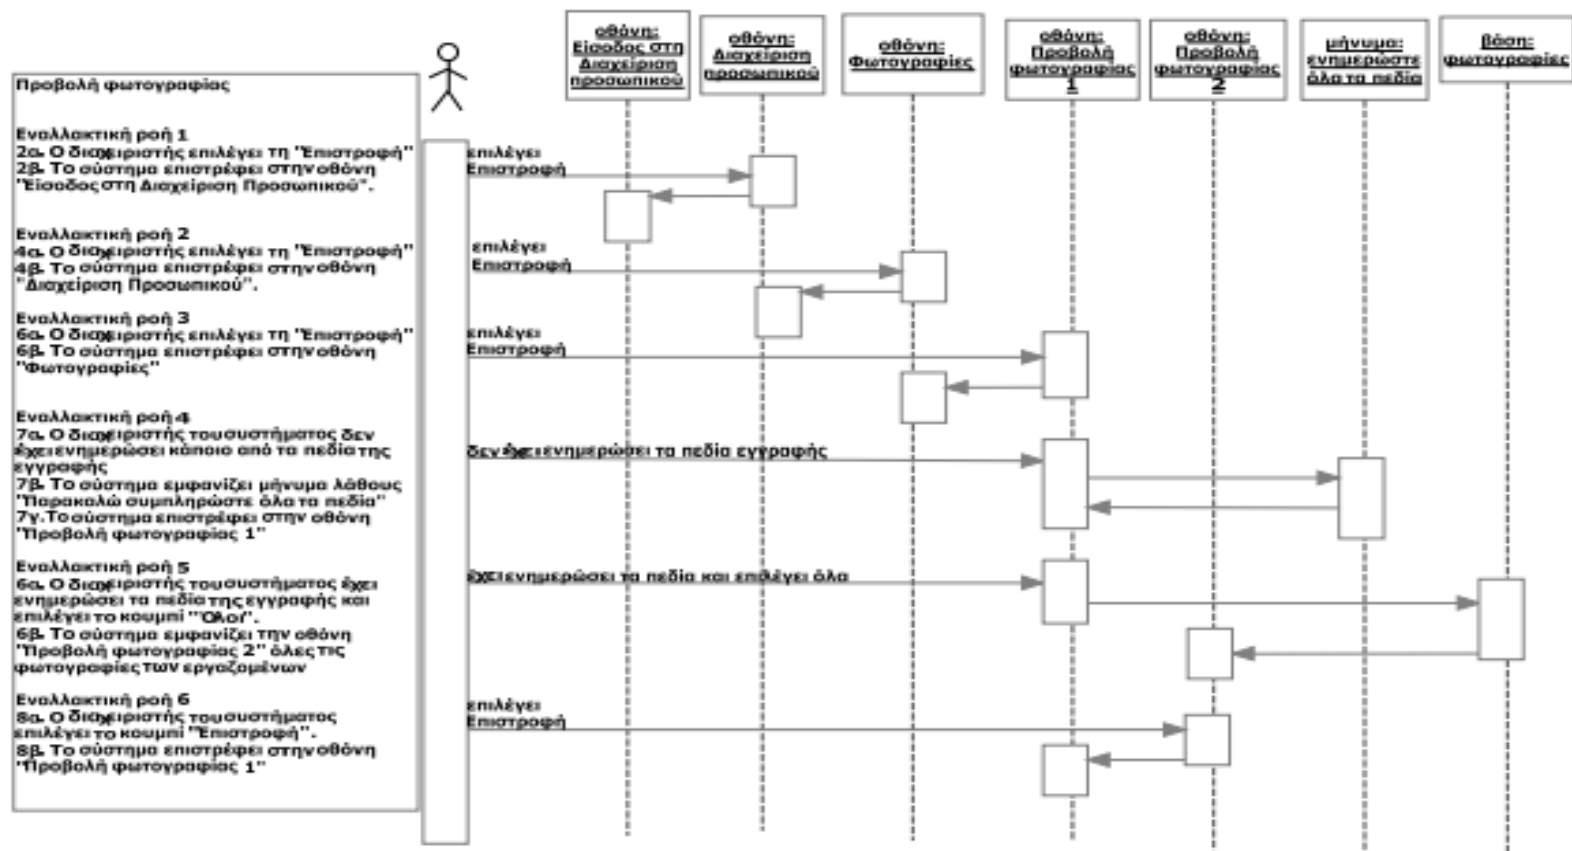 οθόνη:
Είσοδος στη
Διαχείριση
προσωπικού
οθόνη:
Διαχείριση
προσωπικού
οθόνη:
Φωτογραφίες
οθόνη:
Προβολή
φωτογραφίας
1
οθόνη:
Προβολή
φωτογραφίας
2
μήνυμα:
ενημερώστε
όλα τα πεδία
βάση:
φωτογραφίες
Προβολή φωτογραφίας
Εναλλακτική ροή 1
2α. Ο διαχειριστής επιλέγει τη "Επιστροφή"
2β. Το σύστημα επιστρέφει στην οθόνη
"Είσοδος στη Διαχείριση Προσωπικού".
Εναλλακτική ροή 2
4α. Ο διαχειριστής επιλέγει τη "Επιστροφή"
4β. Το σύστημα επιστρέφει στην οθόνη
"Διαχείριση Προσωπικού".
Εναλλακτική ροή 3
6α. Ο διαχειριστής επιλέγει τη "Επιστροφή"
6β. Το σύστημα επιστρέφει στην οθόνη
"Φωτογραφίες"
Εναλλακτική ροή 4
7α. Ο διαχειριστής του συστήματος δεν
έχει ενημερώσει κάποιο από τα πεδία της
εγγραφής
7β. Το σύστημα εμφανίζει μήνυμα λάθους
"Παρακαλώ συμπληρώστε όλα τα πεδία"
7γ. Το σύστημα επιστρέφει στην οθόνη
"Προβολή φωτογραφίας 1"
Εναλλακτική ροή 5
6α. Ο διαχειριστής του συστήματος έχει
ενημερώσει τα πεδία της εγγραφής και
επιλέγει το κουμπί "Όλοι".
6β. Το σύστημα εμφανίζει την οθόνη
"Προβολή φωτογραφίας 2" όλες τις
φωτογραφίες των εργαζομένων
Εναλλακτική ροή 6
8α. Ο διαχειριστής του συστήματος
επιλέγει το κουμπί "Επιστροφή".
8β. Το σύστημα επιστρέφει στην οθόνη
"Προβολή φωτογραφίας 1"
επιλέγει
Επιστροφή
επιλέγει
Επιστροφή
επιλέγει
Επιστροφή
δεν έχει ενημερώσει τα πεδία εγγραφής
έχει ενημερώσει τα πεδία και επιλέγει όλα
επιλέγει
Επιστροφή